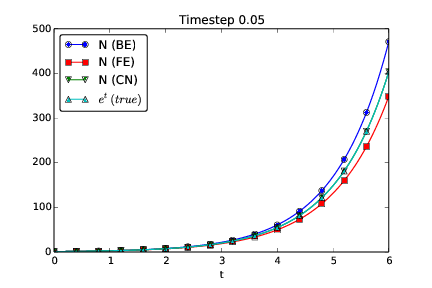 Timestep 0.05
500
400
300
200
100
0
N (BE)
N (FE)
N (CN)
e^t (true)
0 1 2 3 4 5 6
t